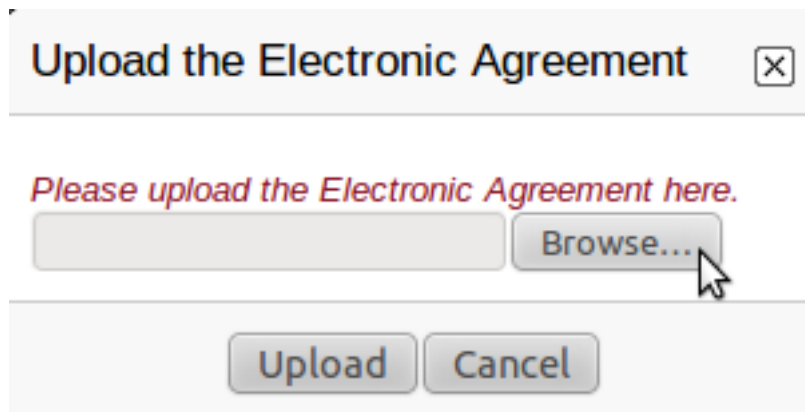 Upload the Electronic Agreement
Please upload the Electronic Agreement here.
Browse...
Upload Cancel